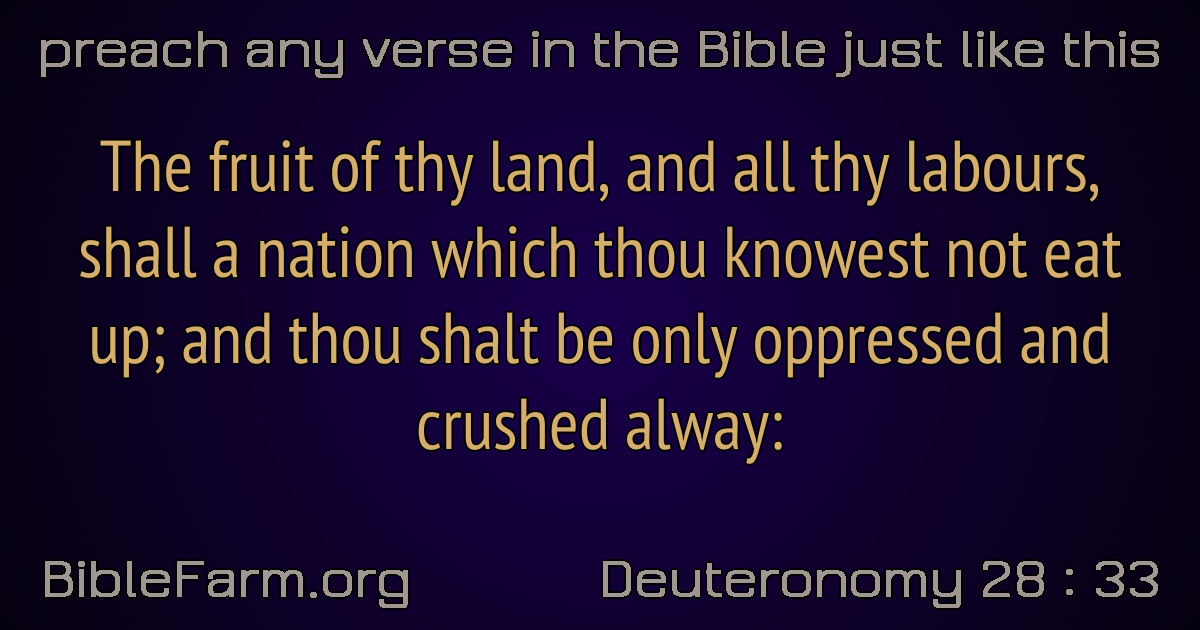 preach any verse in the Bible just like this
The fruit of thy land, and all thy labours,
shall a nation which thou knowest not eat
up; and thou shalt be only oppressed and
crushed alway:
BibleFarm.org
Deuteronomy 28 : 33